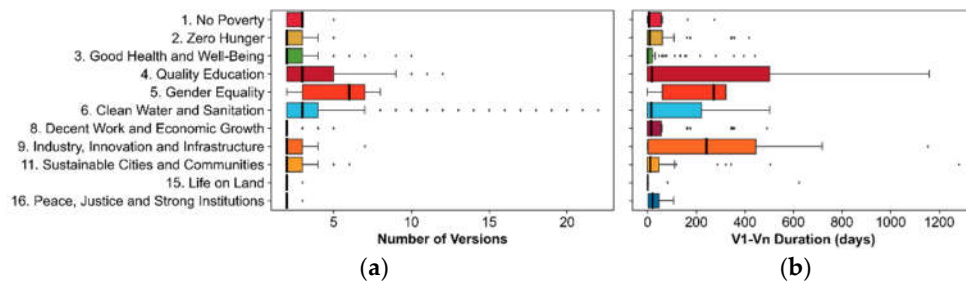 1. No Poverty
2. Zero Hunger
3. Good Health and Well-Being
4. Quality Education
5. Gender Equality
6. Clean Water and Sanitation
8. Decent Work and Economic Growth
9. Industry, Innovation and Infrastructure
11. Sustainable Cities and Communities
15. Life on Land
16. Peace, Justice and Strong Institutions
5 10 15 20
Number of Versions
(a)
0 200 400 600 800 1000 1200
V1-Vn Duration (days)
(b)